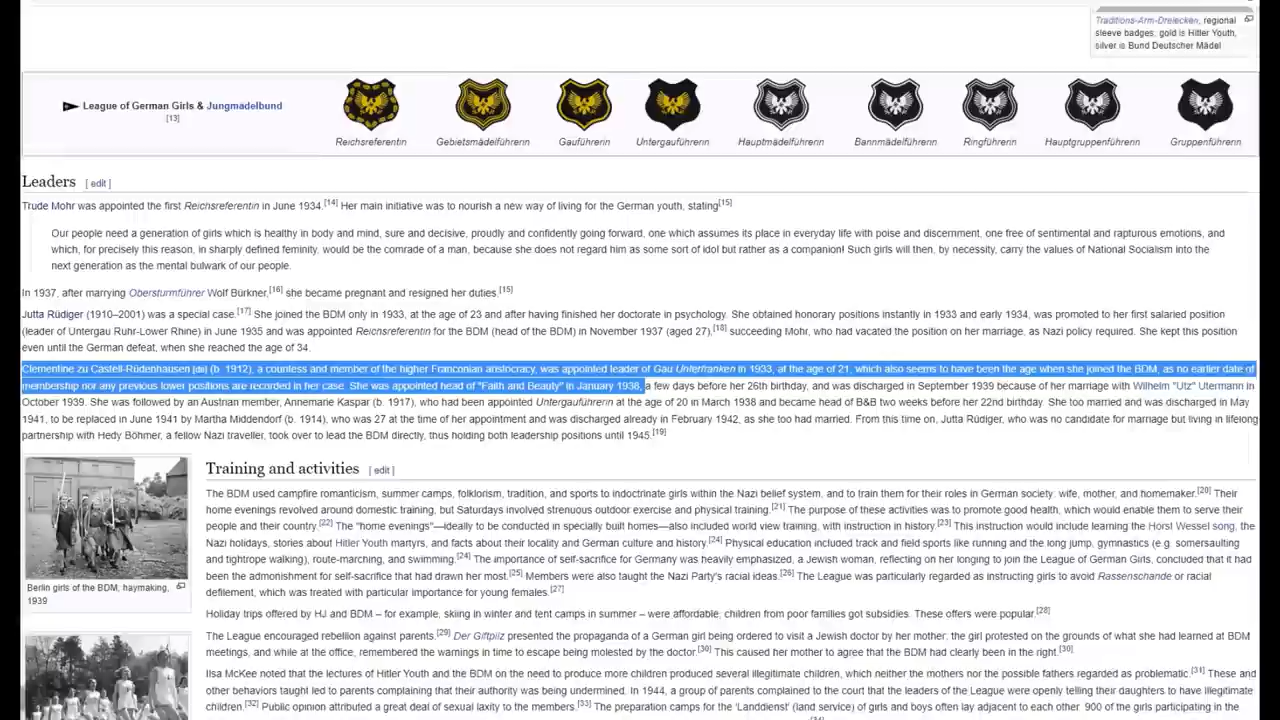 Traditions-Arm-Dreiecken, regional
sleeve badges, gold is Hitler Youth,
silver is Bund Deutscher Mädel
League of German Girls & Jungmadelbund
[13]
Reichsreferentin Gebietsmädelführerin Gauführerin Untergauführerin Hauptmädelführerin Bannmädelführerin Ringführerin Hauptgruppenführerin Gruppenführerin
Leaders [ edit ]
Trude Mohr was appointed the first Reichsreferentin in June 1934.[14] Her main initiative was to nourish a new way of living for the German youth, stating[15]
Our people need a generation of girls which is healthy in body and mind, sure and decisive, proudly and confidently going forward, one which assumes its place in everyday life with poise and discernment, one free of sentimental and rapturous emotions, and
which, for precisely this reason, in sharply defined feminity, would be the comrade of a man, because she does not regard him as some sort of idol but rather as a companion! Such girls will then, by necessity, carry the values of National Socialism into the
next generation as the mental bulwark of our people.
In 1937, after marrying Obersturmführer Wolf Bürkner,[16] she became pregnant and resigned her duties.[15]
Jutta Rüdiger (1910–2001) was a special case.[17] She joined the BDM only in 1933, at the age of 23 and after having finished her doctorate in psychology. She obtained honorary positions instantly in 1933 and early 1934, was promoted to her first salaried position
(leader of Untergau Ruhr-Lower Rhine) in June 1935 and was appointed Reichsreferentin for the BDM (head of the BDM) in November 1937 (aged 27),[18] succeeding Mohr, who had vacated the position on her marriage, as Nazi policy required. She kept this position
even until the German defeat, when she reached the age of 34.
Clementine zu Castell-Rüdenhausen [de] (b. 1912), a countess and member of the higher Franconian aristocracy, was appointed leader of Gau Unterfranken in 1933, at the age of 21, which also seems to have been the age when she joined the BDM, as no earlier date of
membership nor any previous lower positions are recorded in her case. She was appointed head of "Faith and Beauty" in January 1938, a few days before her 26th birthday, and was discharged in September 1939 because of her marriage with Wilhelm "Utz" Utermann in
October 1939. She was followed by an Austrian member, Annemarie Kaspar (b. 1917), who had been appointed Untergauführerin at the age of 20 in March 1938 and became head of B&B two weeks before her 22nd birthday. She too married and was discharged in May
1941, to be replaced in June 1941 by Martha Middendorf (b. 1914), who was 27 at the time of her appointment and was discharged already in February 1942, as she too had married. From this time on, Jutta Rüdiger, who was no candidate for marriage but living in lifelong
partnership with Hedy Böhmer, a fellow Nazi traveller, took over to lead the BDM directly, thus holding both leadership positions until 1945.[19]
Training and activities [ edit ]
The BDM used campfire romanticism, summer camps, folklorism, tradition, and sports to indoctrinate girls within the Nazi belief system, and to train them for their roles in German society: wife, mother, and homemaker.[20] Their
home evenings revolved around domestic training, but Saturdays involved strenuous outdoor exercise and physical training.[21] The purpose of these activities was to promote good health, which would enable them to serve their
people and their country.[22] The "home evenings"—ideally to be conducted in specially built homes—also included world view training, with instruction in history.[23] This instruction would include learning the Horst Wessel song, the
Nazi holidays, stories about Hitler Youth martyrs, and facts about their locality and German culture and history.[24] Physical education included track and field sports like running and the long jump, gymnastics (e.g. somersaulting
and tightrope walking), route-marching, and swimming.[24] The importance of self-sacrifice for Germany was heavily emphasized, a Jewish woman, reflecting on her longing to join the League of German Girls, concluded that it had
been the admonishment for self-sacrifice that had drawn her most.[25] Members were also taught the Nazi Party's racial ideas.[26] The League was particularly regarded as instructing girls to avoid Rassenschande or racial
defilement, which was treated with particular importance for young females.[27]
Berlin girls of the BDM, haymaking,
1939
Holiday trips offered by HJ and BDM – for example, skiing in winter and tent camps in summer – were affordable; children from poor families got subsidies. These offers were popular.[28]
The League encouraged rebellion against parents.[29] Der Giftpilz presented the propaganda of a German girl being ordered to visit a Jewish doctor by her mother; the girl protested on the grounds of what she had learned at BDM
meetings, and while at the office, remembered the warnings in time to escape being molested by the doctor.[30] This caused her mother to agree that the BDM had clearly been in the right.[30]
Ilsa McKee noted that the lectures of Hitler Youth and the BDM on the need to produce more children produced several illegitimate children, which neither the mothers nor the possible fathers regarded as problematic.[31] These and
other behaviors taught led to parents complaining that their authority was being undermined. In 1944, a group of parents complained to the court that the leaders of the League were openly telling their daughters to have illegitimate
children.[32] Public opinion attributed a great deal of sexual laxity to the members.[33] The preparation camps for the 'Landdienst' (land service) of girls and boys often lay adjacent to each other. 900 of the girls participating in the
[34]